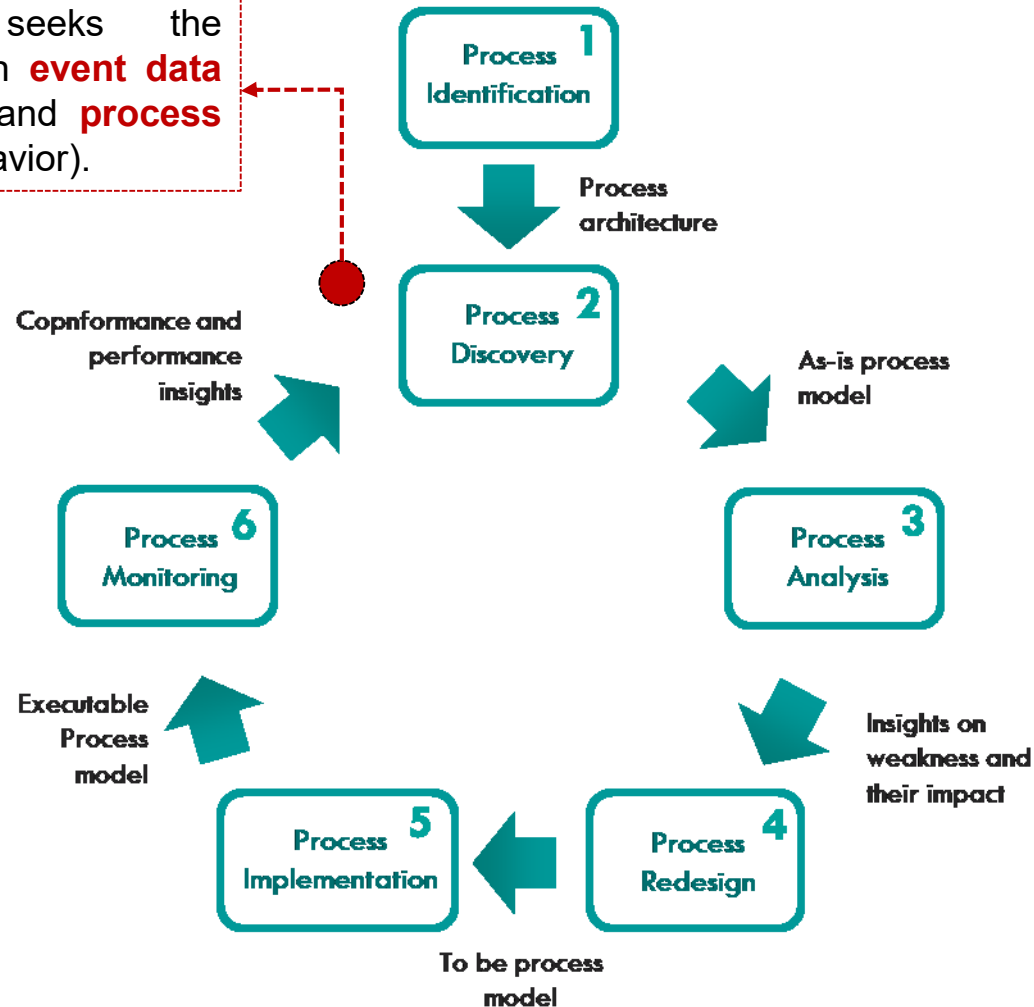 seeks the
event data
and process
avior).
1
Process
Identification
Process
architecture
2
Process
Discovery
Copnformance and
performance
insights
As-is process
model
6
Process
Monitoring
3
Process
Analysis
Executable
Process
model
Insights on
weakness and
their impact
5
Process
Implementation
4
Process
Redesign
To be process
model